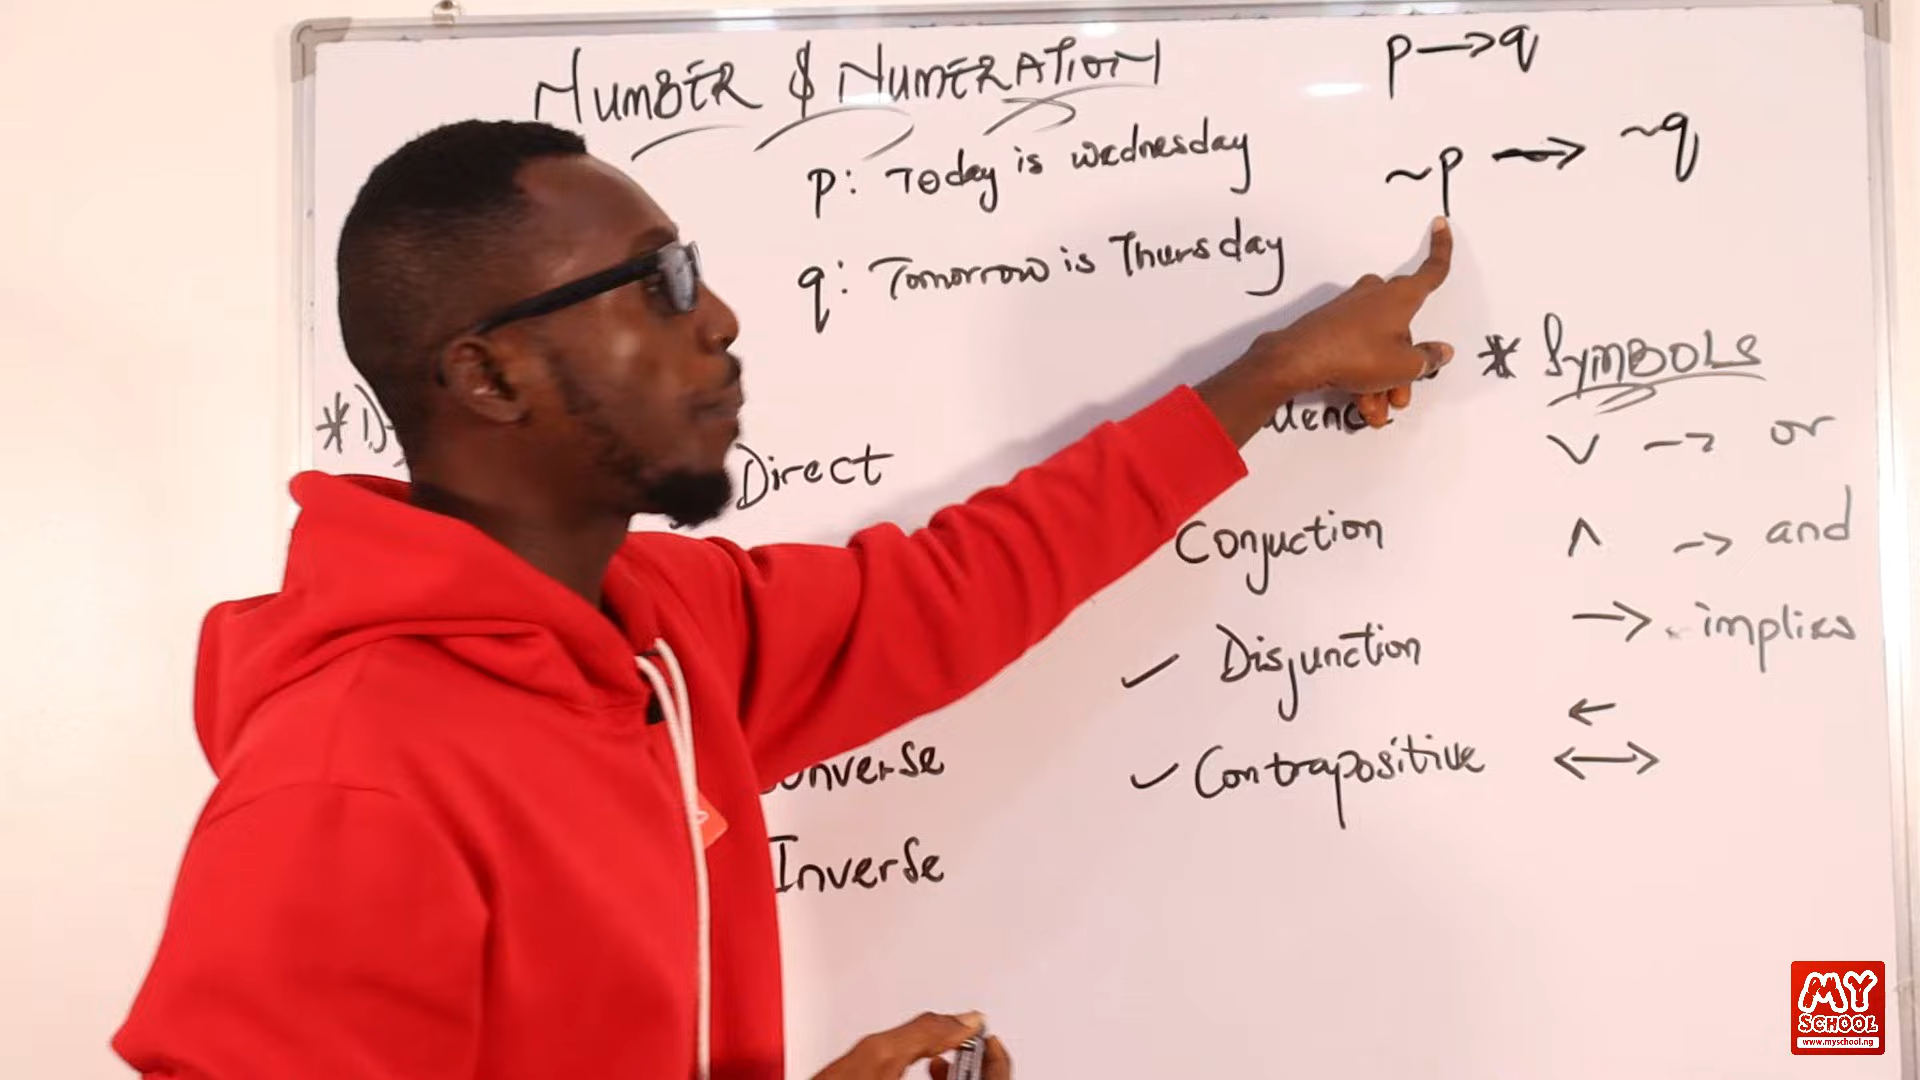 NUMBER & NUMERATION
p: Today is wednesday
q: Tomorrow is Thursday
p → q
~p → ~q
* SYMBOLS
∨ → or
∧ → and
→ implies
←
↔
Direct
Inverse
Conjuction
✓ Disjunction
✓ Contrapositive
MY
SCHOOL
www.myschool.ng